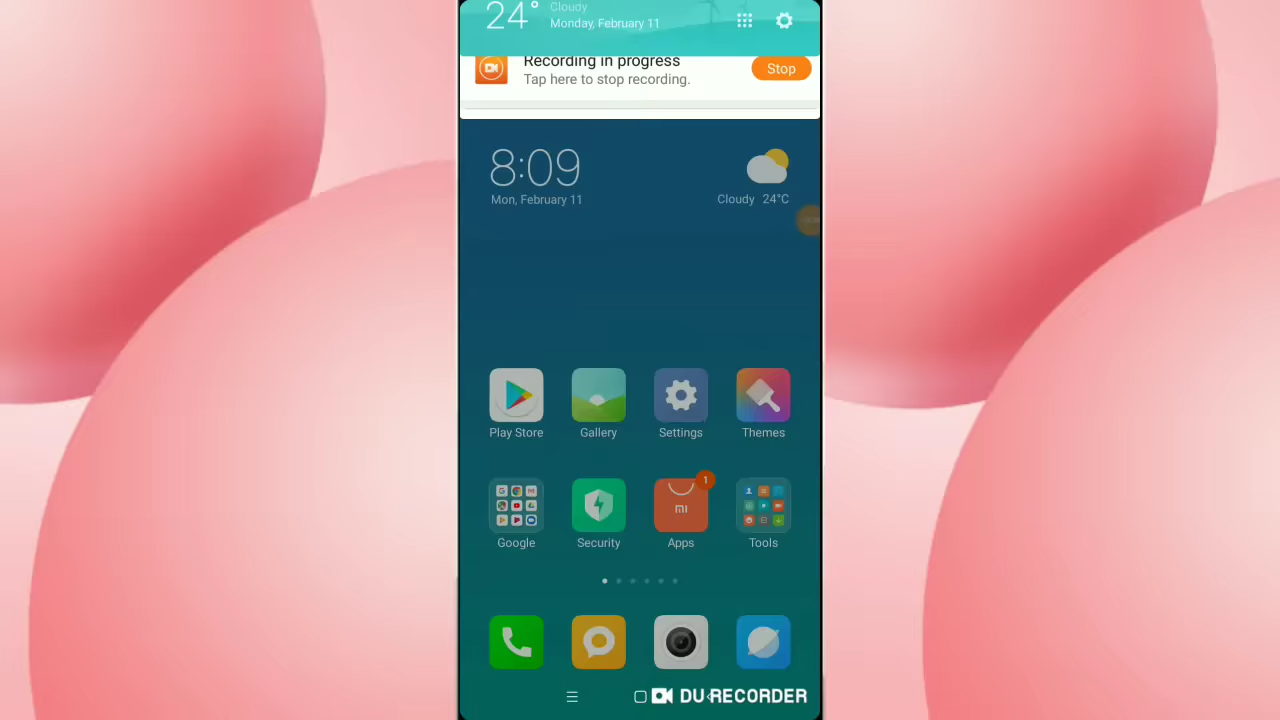 24°
Cloudy
Monday, February 11
Recording in progress
Tap here to stop recording.
Stop
8:09
Mon, February 11
Cloudy 24°C
Play Store
Gallery
Settings
Themes
1
mi
Google
Security
Apps
Tools
DU RECORDER